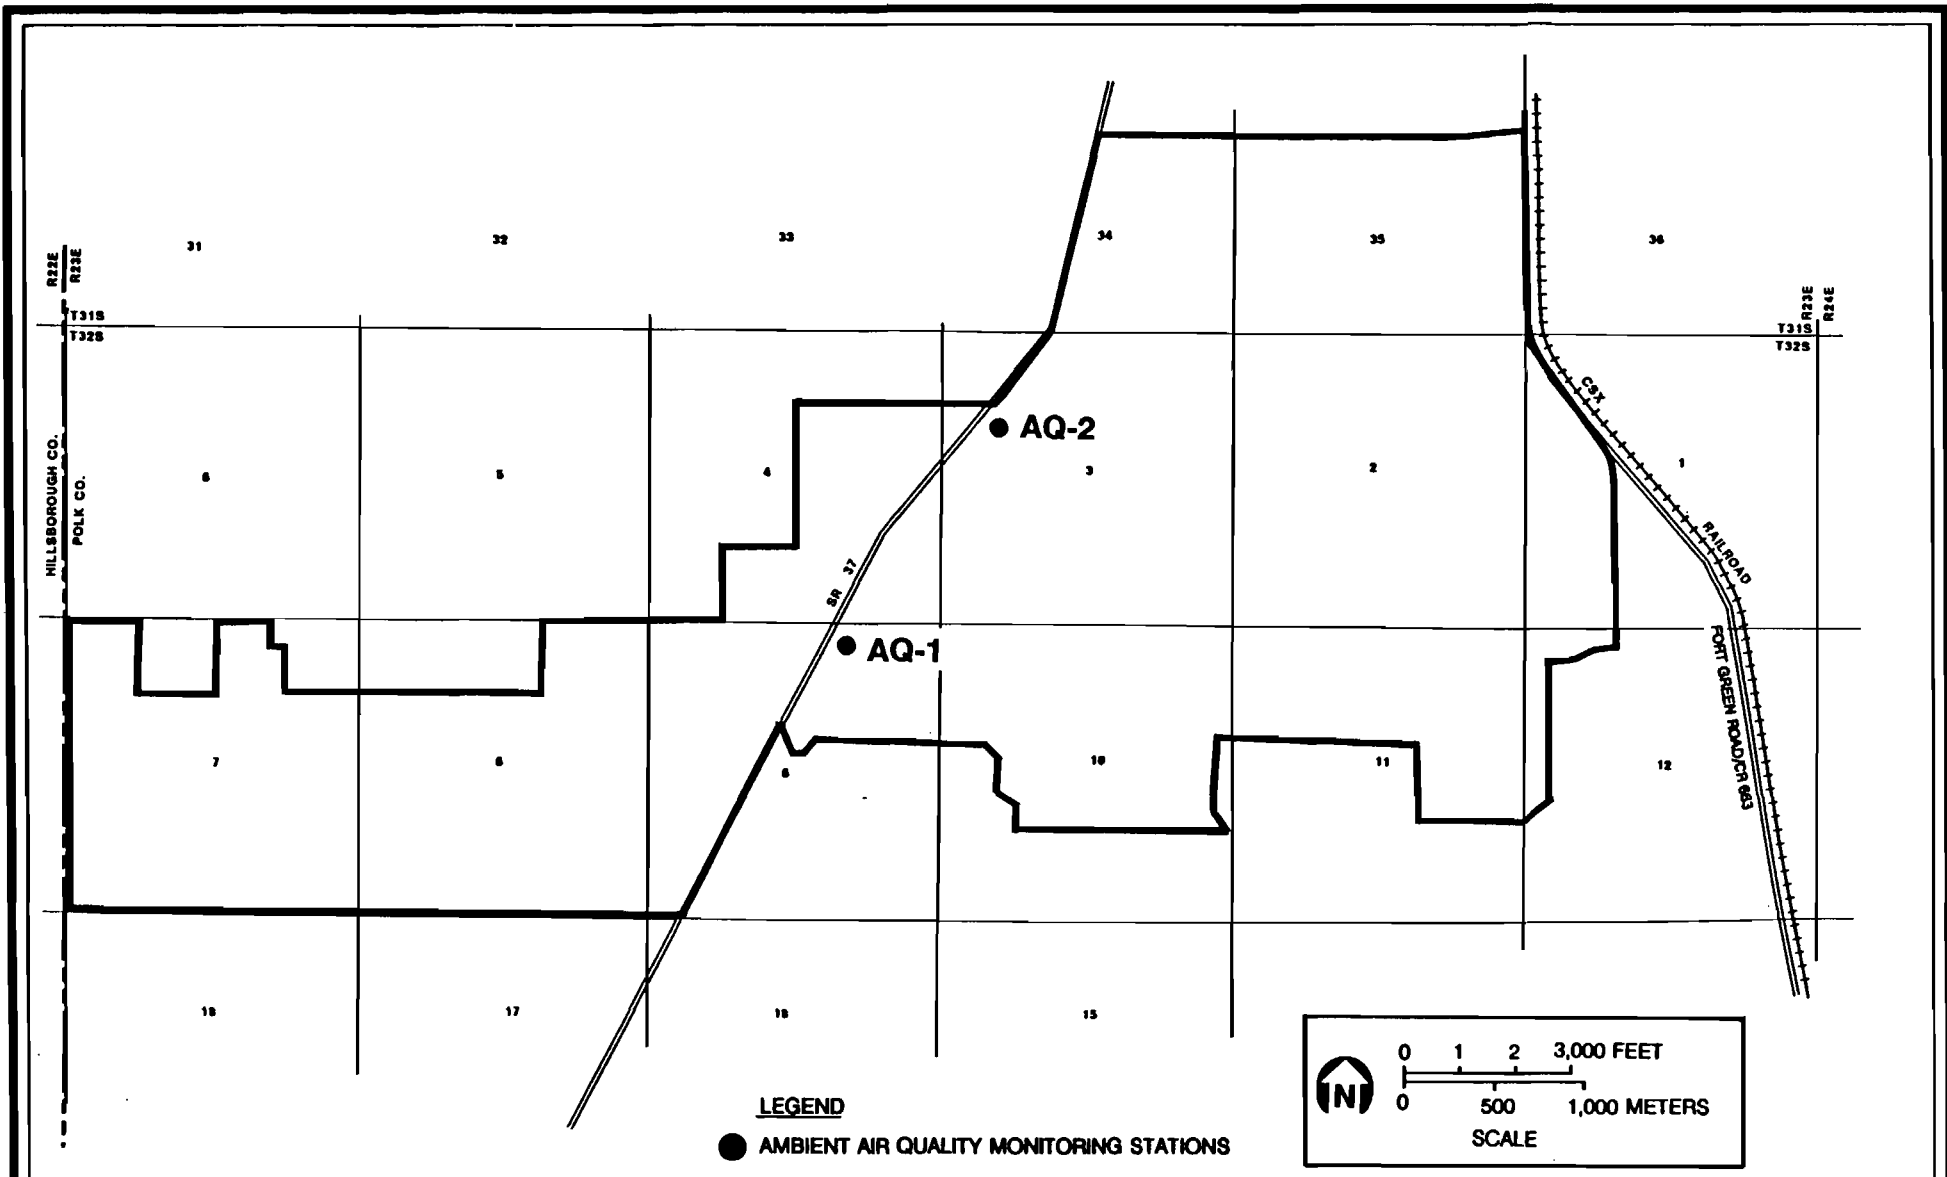 31
32
33
34
35
36
R22E
R23E
R23E
R24E
T31S
T32S
T31S
T32S
CSX
RAILROAD
AQ-2
HILLSBOROUGH CO.
POLK CO.
6
5
4
3
2
1
SR 37
AQ-1
FORT GREEN ROAD/CR 663
7
10
11
12
18
17
16
15
LEGEND
AMBIENT AIR QUALITY MONITORING STATIONS
N
0 1 2 3,000 FEET
0 500 1,000 METERS
SCALE